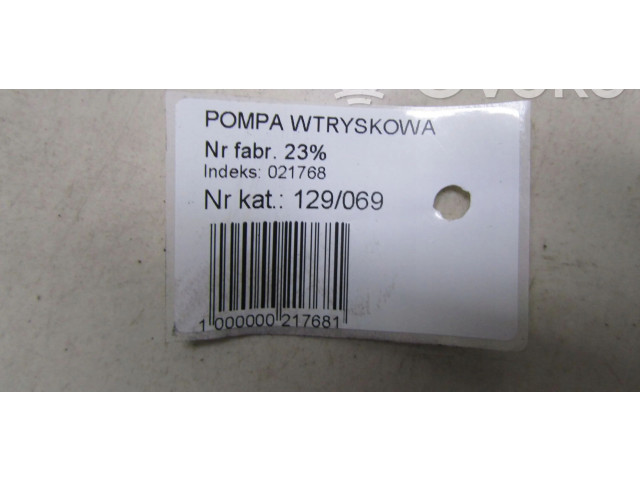 POMPA WTRYSKOWA
Nr fabr. 23%
Indeks: 021768
Nr kat.: 129/069
1 000000 217681